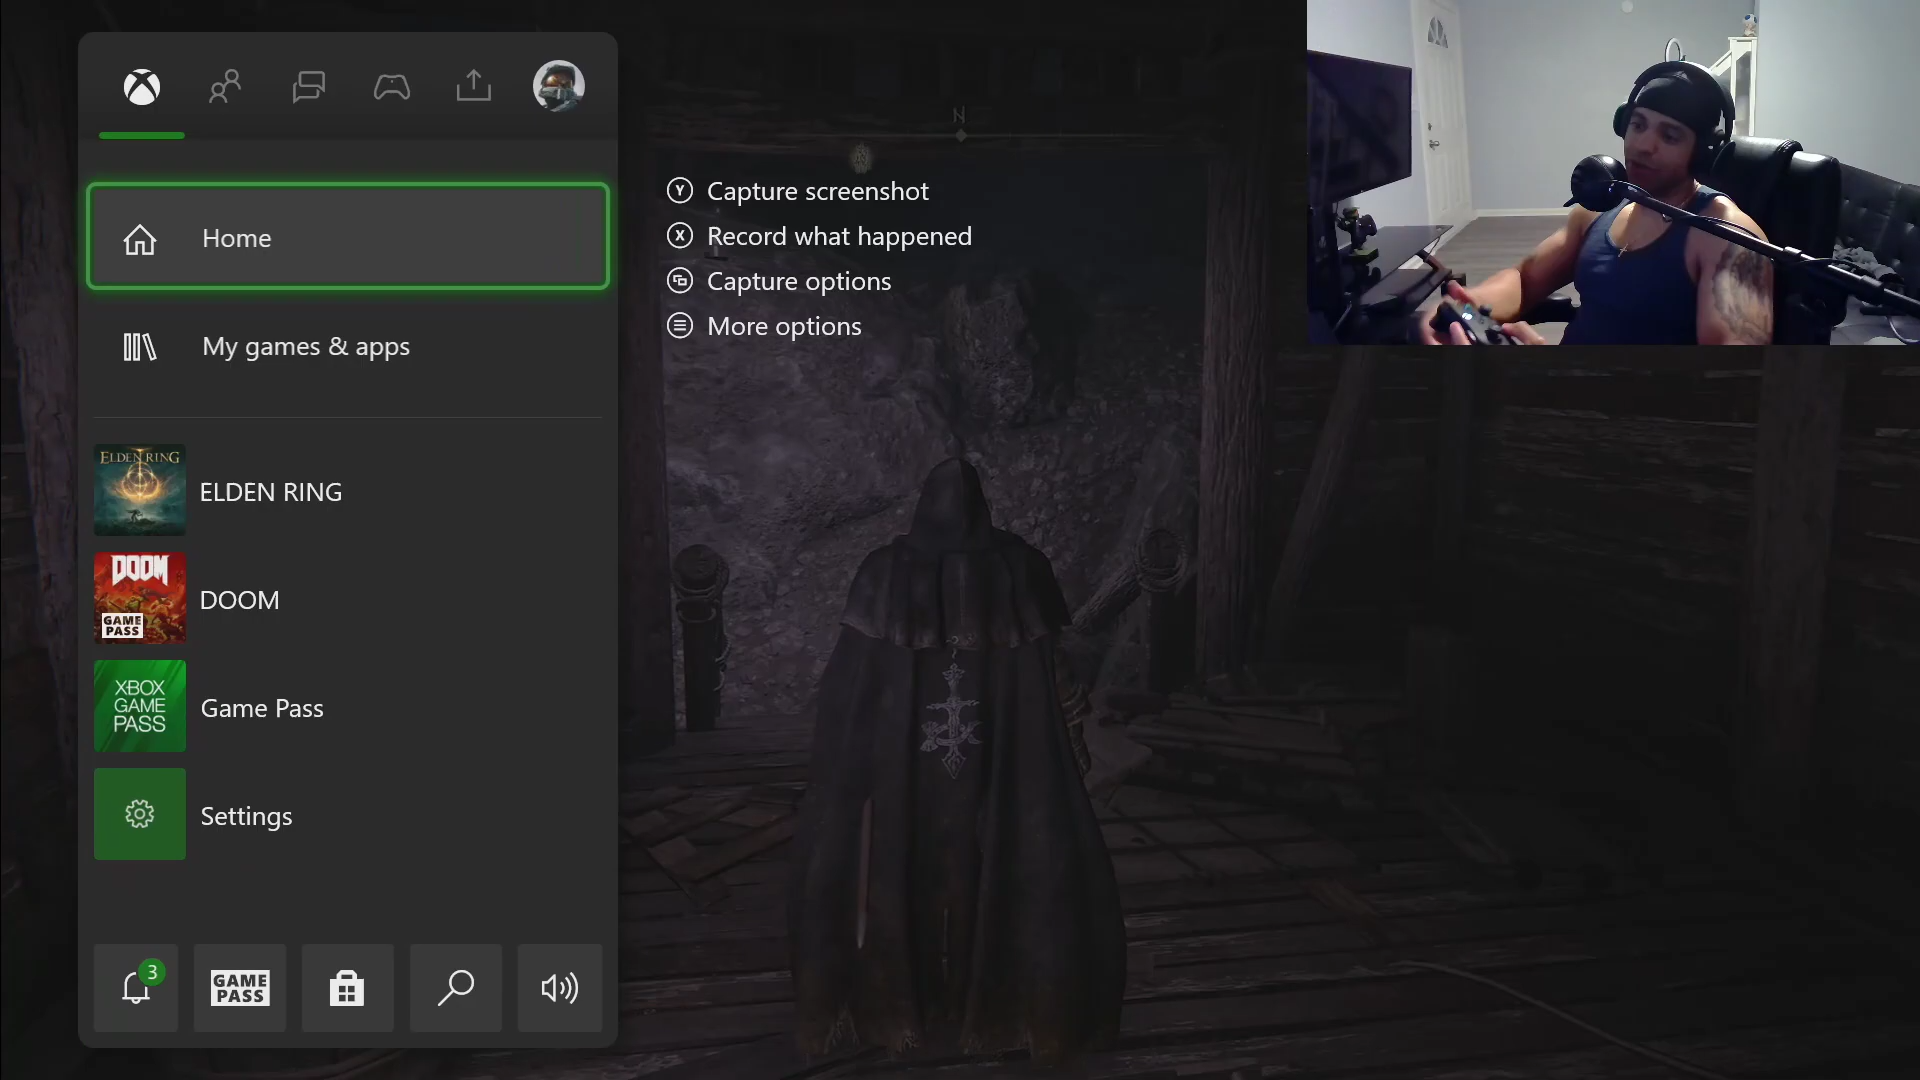 N
Y Capture screenshot
X Record what happened
Capture options
More options
Home
My games & apps
ELDEN RING
ELDEN RING
DOOM
GAME
PASS
DOOM
XBOX
GAME
PASS
Game Pass
Settings
3
GAME
PASS